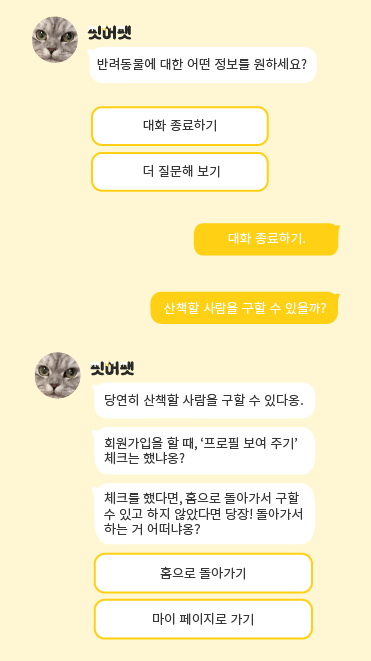 씻어펫
반려동물에 대한 어떤 정보를 원하세요?
대화 종료하기
더 질문해 보기
대화 종료하기.
산책할 사람을 구할 수 있을까?
씻어펫
당연히 산책할 사람을 구할 수 있다옹.
회원가입을 할 때, ‘프로필 보여 주기’
체크는 했냐옹?
체크를 했다면, 홈으로 돌아가서 구할
수 있고 하지 않았다면 당장! 돌아가서
하는 거 어떠냐옹?
홈으로 돌아가기
마이 페이지로 가기